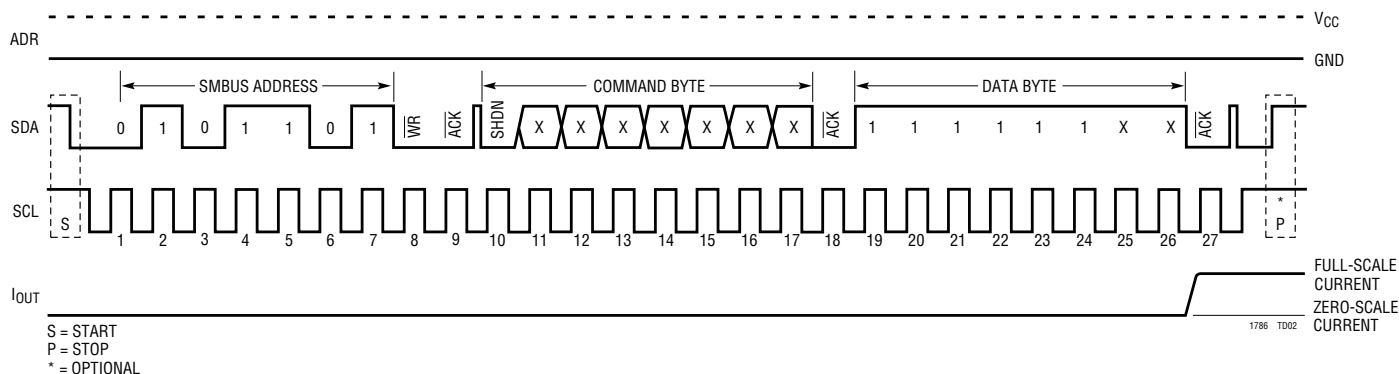 V_CC
ADR
GND
SMBUS ADDRESS COMMAND BYTE DATA BYTE
SDA 0 1 0 1 1 0 1 WR ACK SHDN X X X X X X X ACK 1 1 1 1 1 1 X X ACK
SCL S * P
1 2 3 4 5 6 7 8 9 10 11 12 13 14 15 16 17 18 19 20 21 22 23 24 25 26 27
FULL-SCALE
CURRENT
I_OUT
ZERO-SCALE
CURRENT
1786 TD02
S = START
P = STOP
* = OPTIONAL